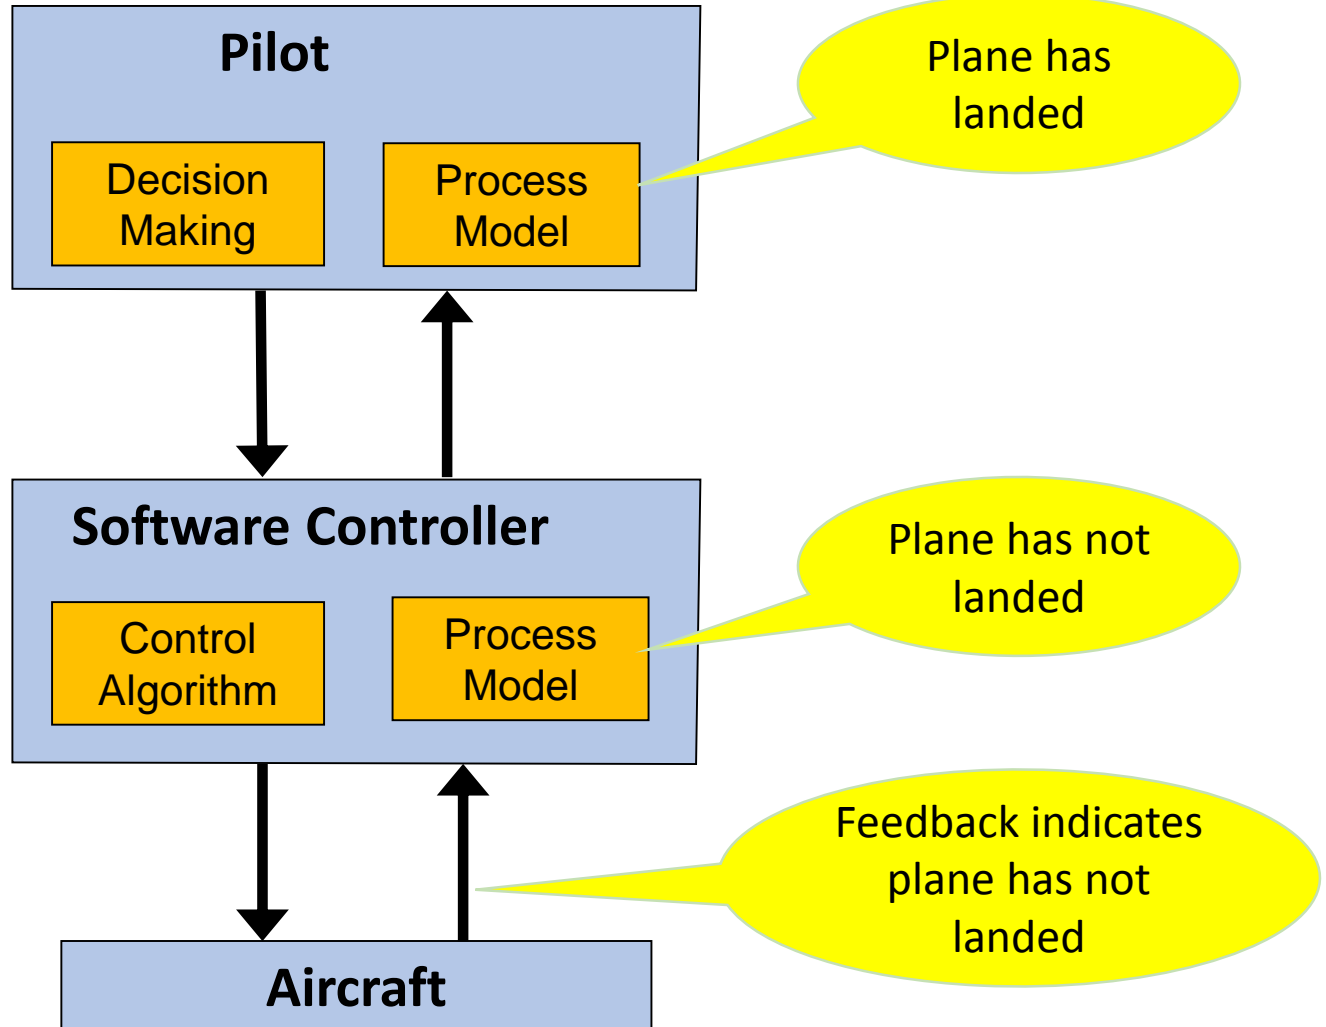 Pilot
Plane has
landed
Decision
Making
Process
Model
Software Controller
Plane has not
landed
Control
Algorithm
Process
Model
Feedback indicates
plane has not
landed
Aircraft